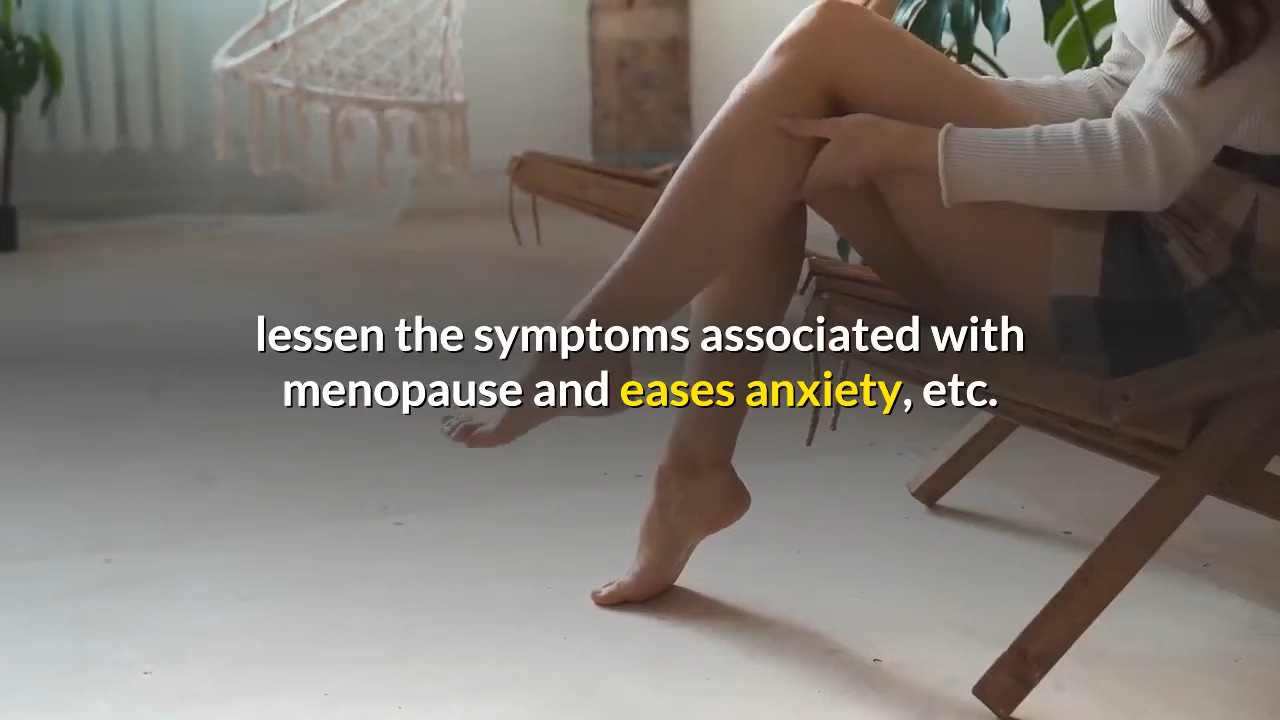 lessen the symptoms associated with
menopause and eases anxiety, etc.